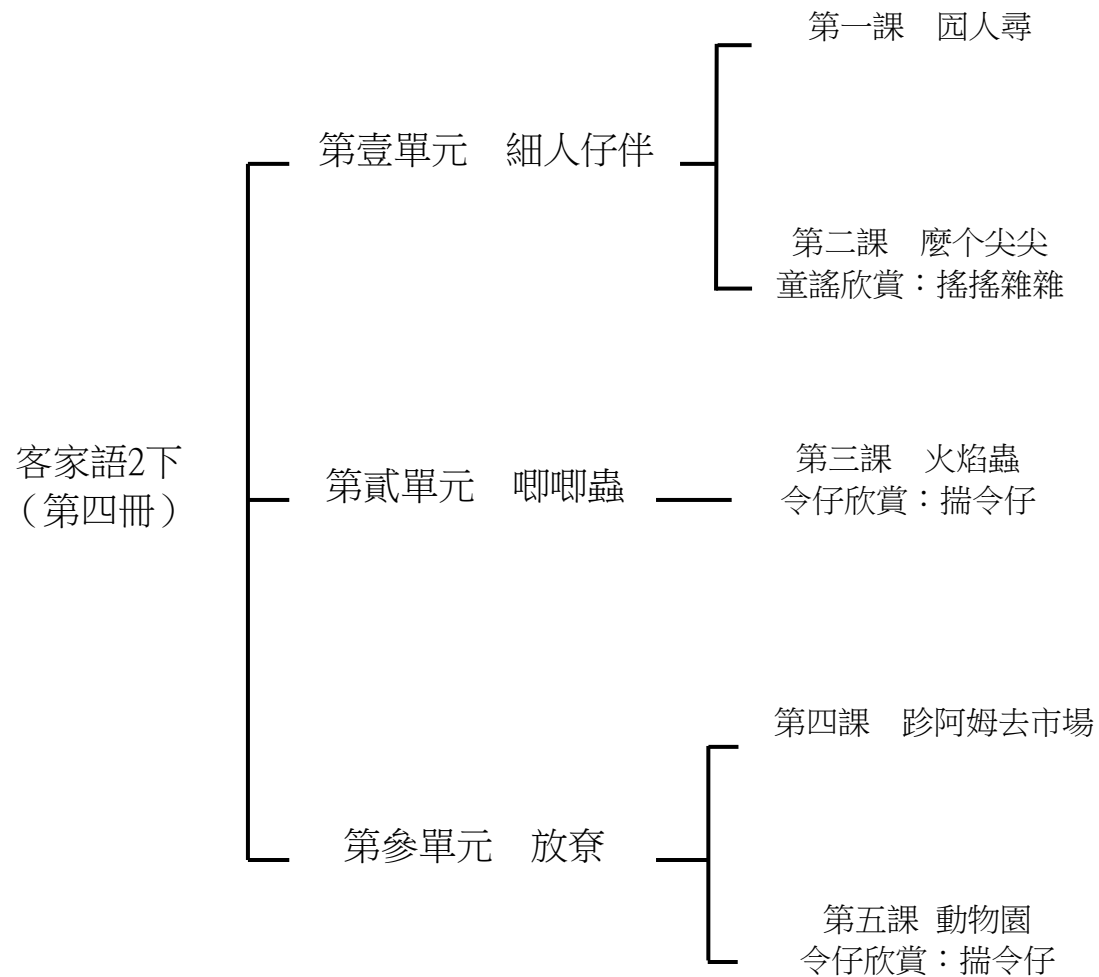 客家語2下
（第四冊）
第壹單元　細人仔伴
第一課　囥人尋
第二課　麼个尖尖
童謠欣賞：搖搖雜雜
第貳單元　唧唧蟲
第三課　火焰蟲
令仔欣賞：揣令仔
第參單元　放尞
第四課　跈阿姆去市場
第五課 動物園
令仔欣賞：揣令仔